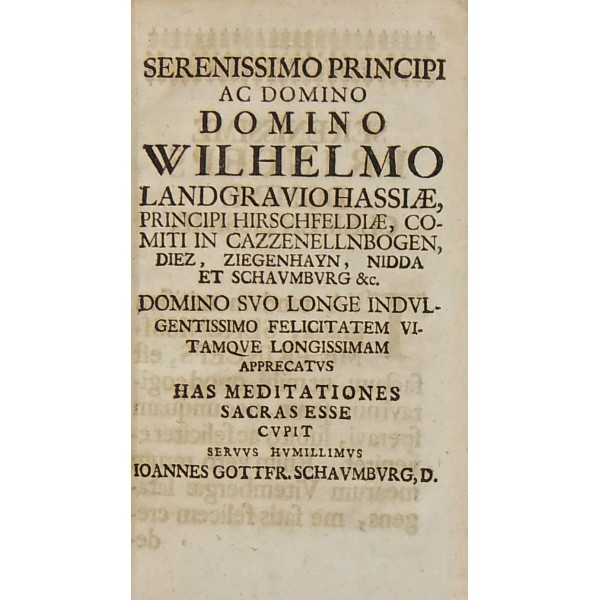 SERENISSIMO PRINCIPI
AC DOMINO
DOMINO
WILHELMO
LANDGRAVIO HASSIÆ,
PRINCIPI HIRSCHFELDIÆ, CO-
MITI IN CAZZENELLNBOGEN,
DIEZ, ZIEGENHAYN, NIDDA
ET SCHAVMBVRG &c.
DOMINO SVO LONGE INDVL-
GENTISSIMO FELICITATEM VI-
TAMQVE LONGISSIMAM
APPRECATVS
HAS MEDITATIONES
SACRAS ESSE
CVPIT
SERVVS HVMILLIMVS
IOANNES GOTTFR. SCHAVMBVRG, D.